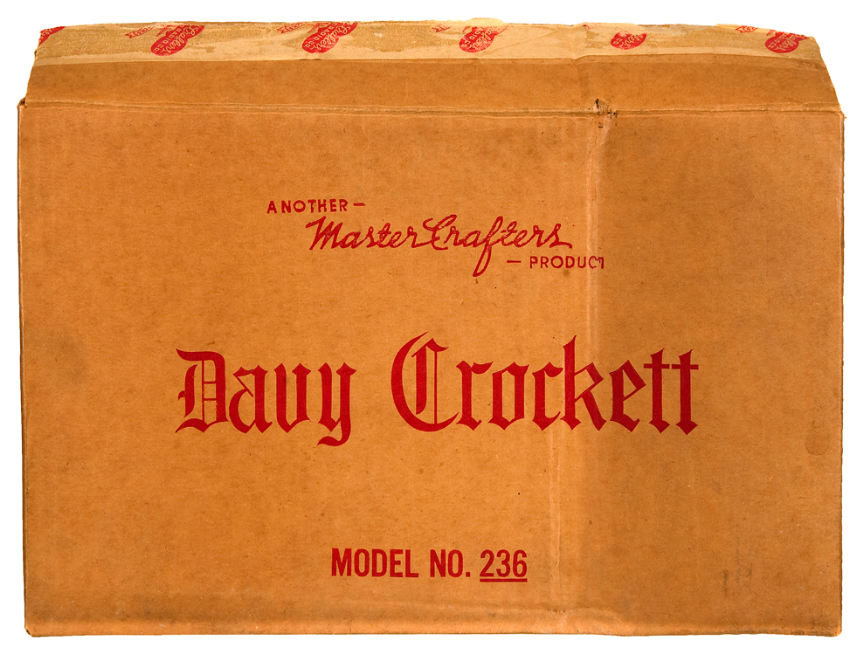 ANOTHER—
MasterCrafters
— PRODUCT
Davy Crockett
MODEL NO. 236